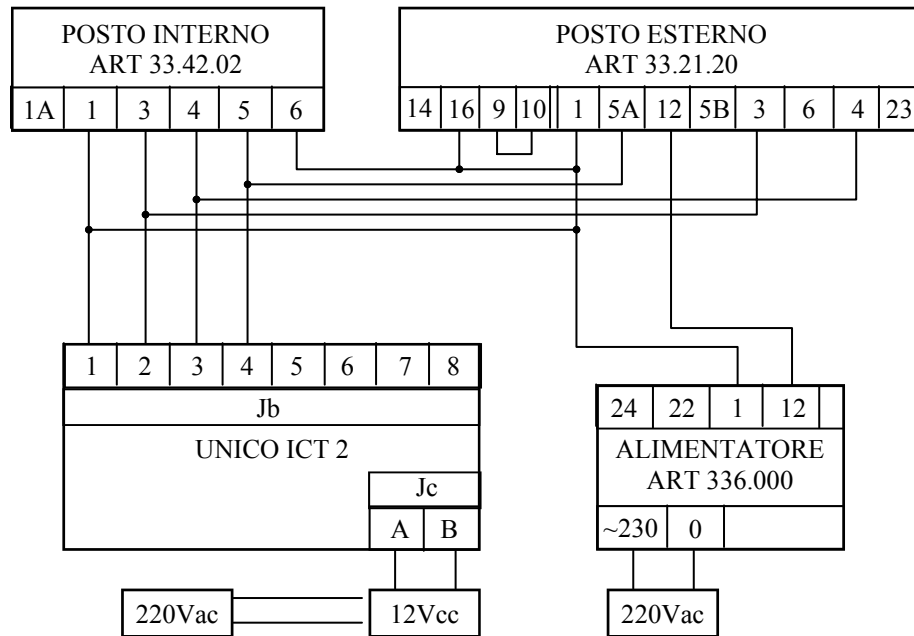 POSTO INTERNO
ART 33.42.02
1A 1 3 4 5 6
POSTO ESTERNO
ART 33.21.20
14 16 9 10 1 5A 12 5B 3 6 4 23
1 2 3 4 5 6 7 8
Jb
UNICO ICT 2
Jc
A B
24 22 1 12
ALIMENTATORE
ART 336.000
~230 0
220Vac
12Vcc
220Vac